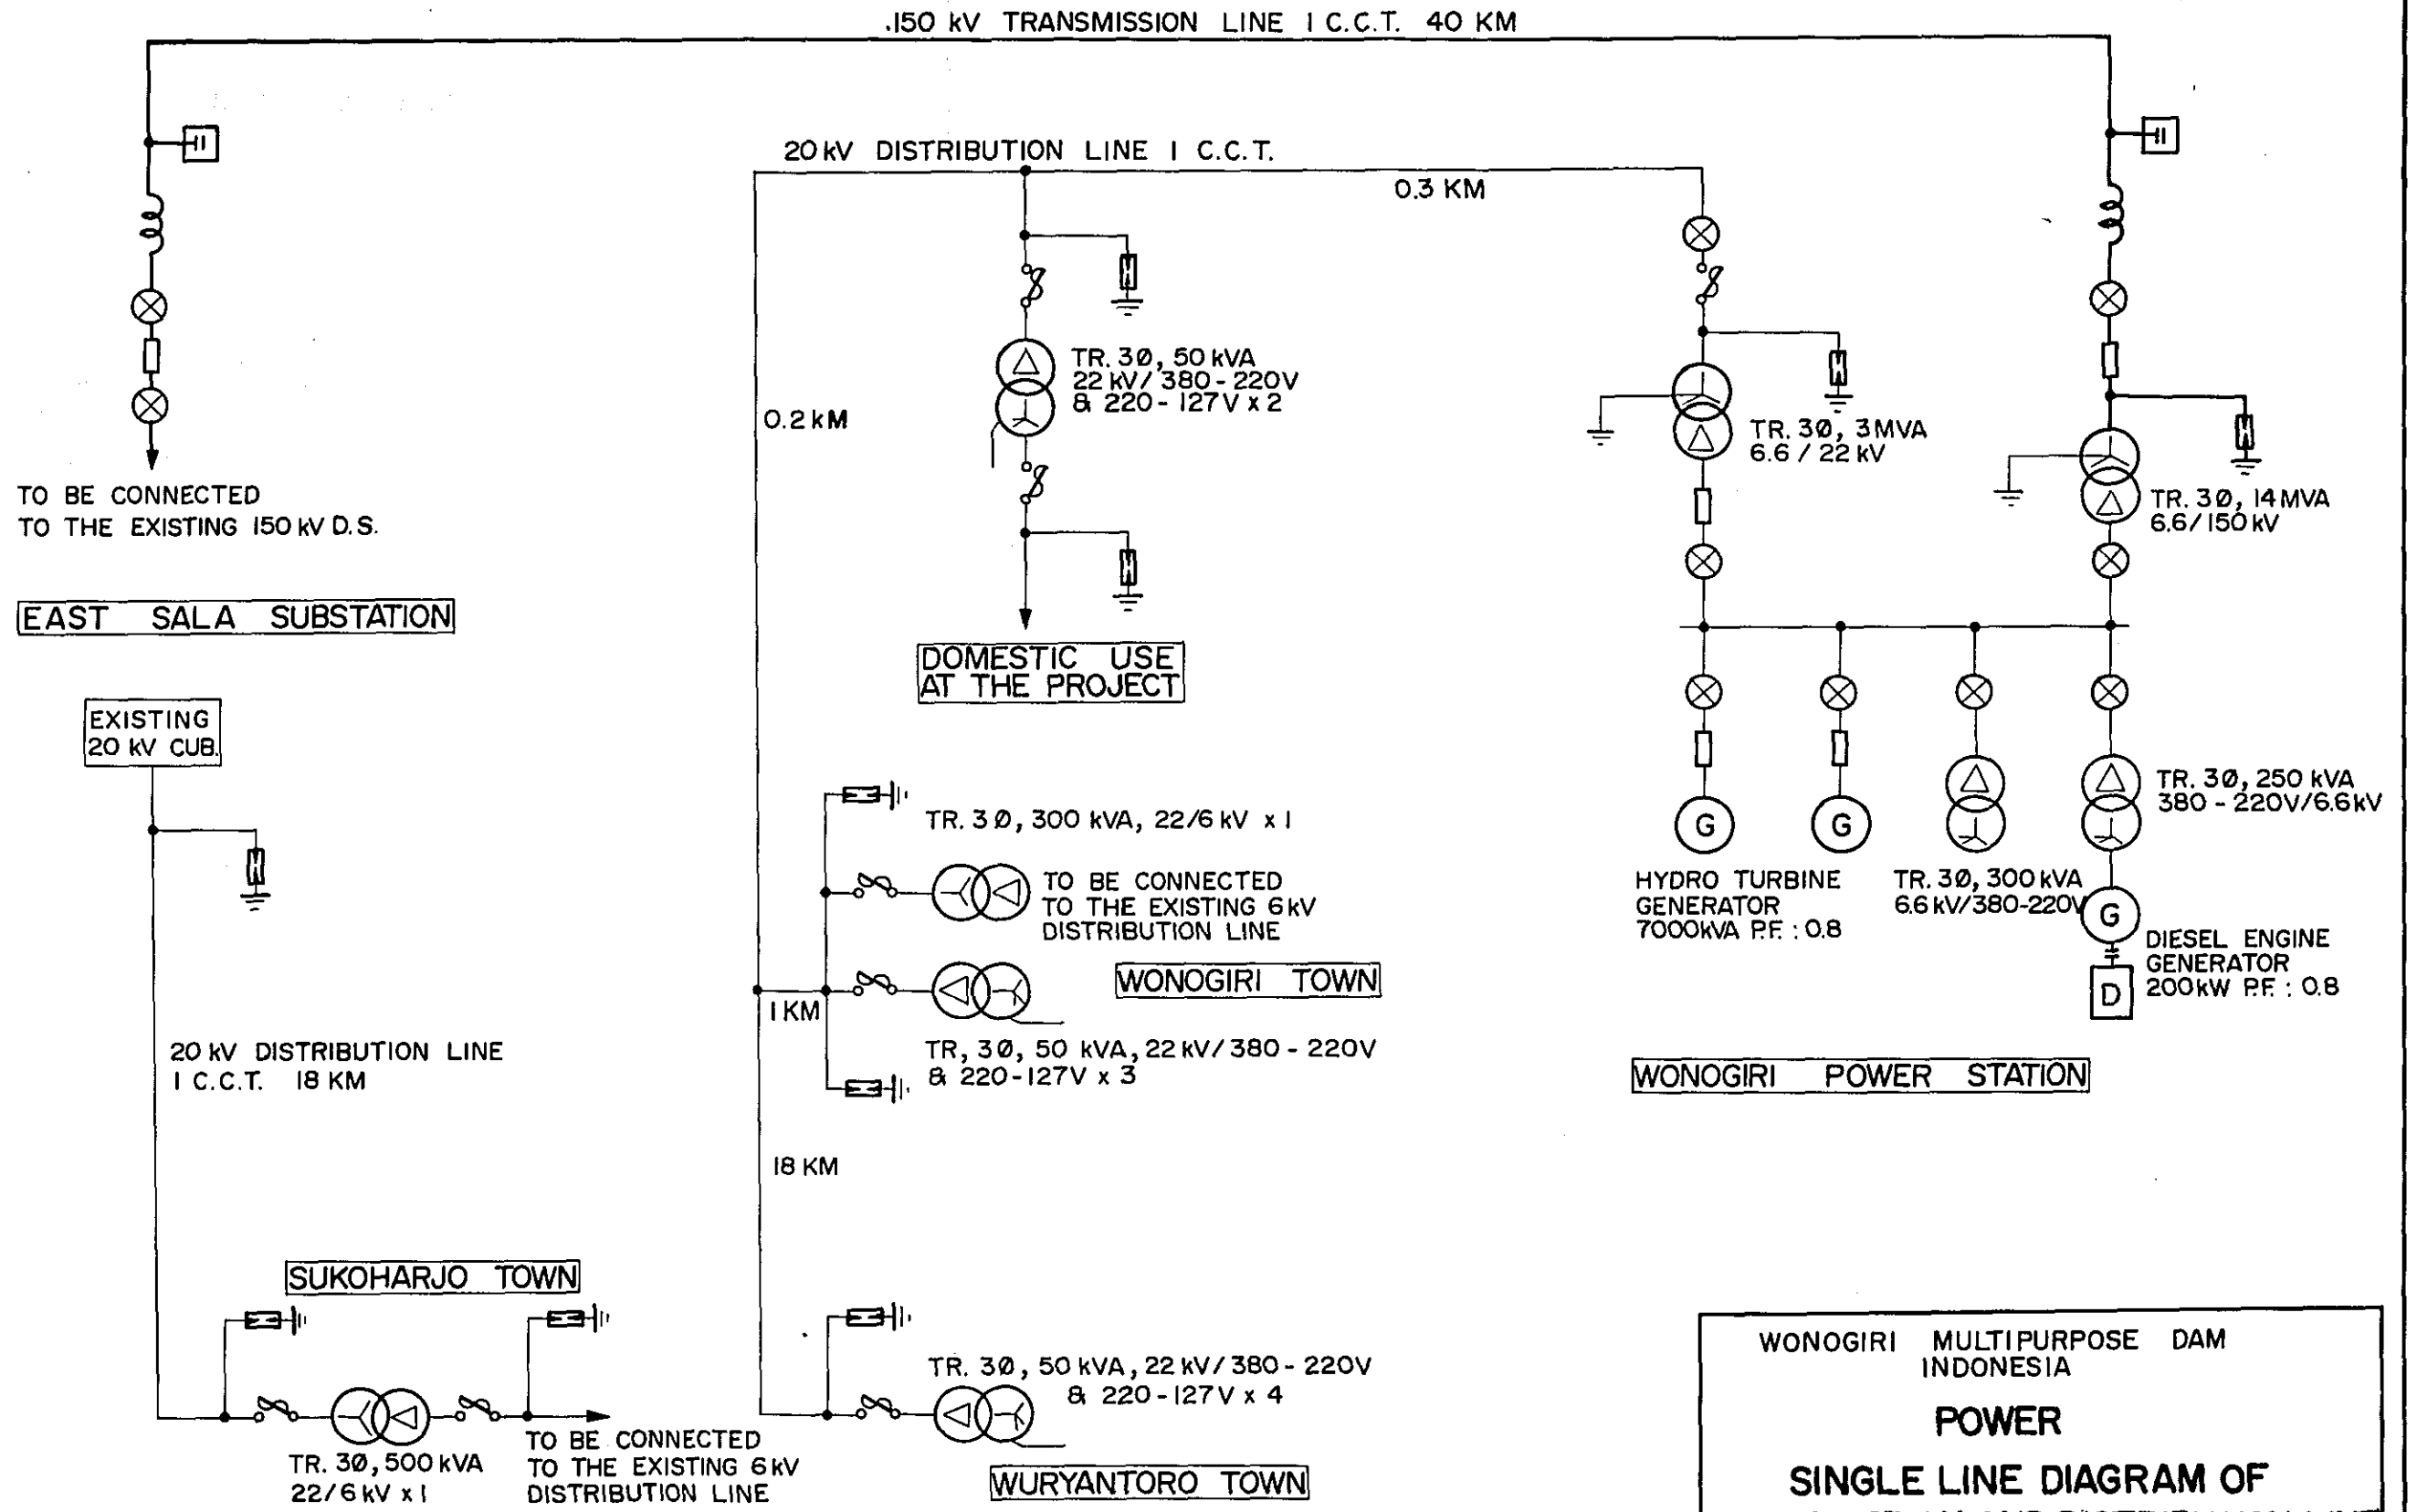 .150 kV TRANSMISSION LINE 1 C.C.T. 40 KM
20 kV DISTRIBUTION LINE 1 C.C.T.
0.3 KM
TR. 3Ø, 50 kVA
22 kV/ 380 - 220V
& 220 - 127V x 2
0.2 kM
TR. 3Ø, 3 MVA
6.6 / 22 kV
TR. 3Ø, 14 MVA
6.6/150 kV
TO BE CONNECTED
TO THE EXISTING 150 kV D.S.
EAST SALA SUBSTATION
DOMESTIC USE
AT THE PROJECT
EXISTING
20 kV CUB.
TR. 3Ø, 300 kVA, 22/6 kV x 1
TO BE CONNECTED
TO THE EXISTING 6 kV
DISTRIBUTION LINE
WONOGIRI TOWN
1 KM
TR, 3Ø, 50 kVA, 22 kV/ 380 - 220V
& 220-127V x 3
G
G
HYDRO TURBINE
GENERATOR
7000kVA P.F. : 0.8
TR. 3Ø, 300 kVA
6.6 kV/380-220V
TR. 3Ø, 250 kVA
380 - 220V/6.6kV
G
D
DIESEL ENGINE
GENERATOR
200kW P.F. : 0.8
WONOGIRI POWER STATION
20 kV DISTRIBUTION LINE
1 C.C.T. 18 KM
18 KM
SUKOHARJO TOWN
TR. 3Ø, 500 kVA
22/6 kV x 1
TO BE CONNECTED
TO THE EXISTING 6 kV
DISTRIBUTION LINE
TR. 3Ø, 50 kVA, 22 kV/ 380 - 220V
& 220 - 127V x 4
WURYANTORO TOWN
WONOGIRI MULTIPURPOSE DAM
INDONESIA
POWER
SINGLE LINE DIAGRAM OF